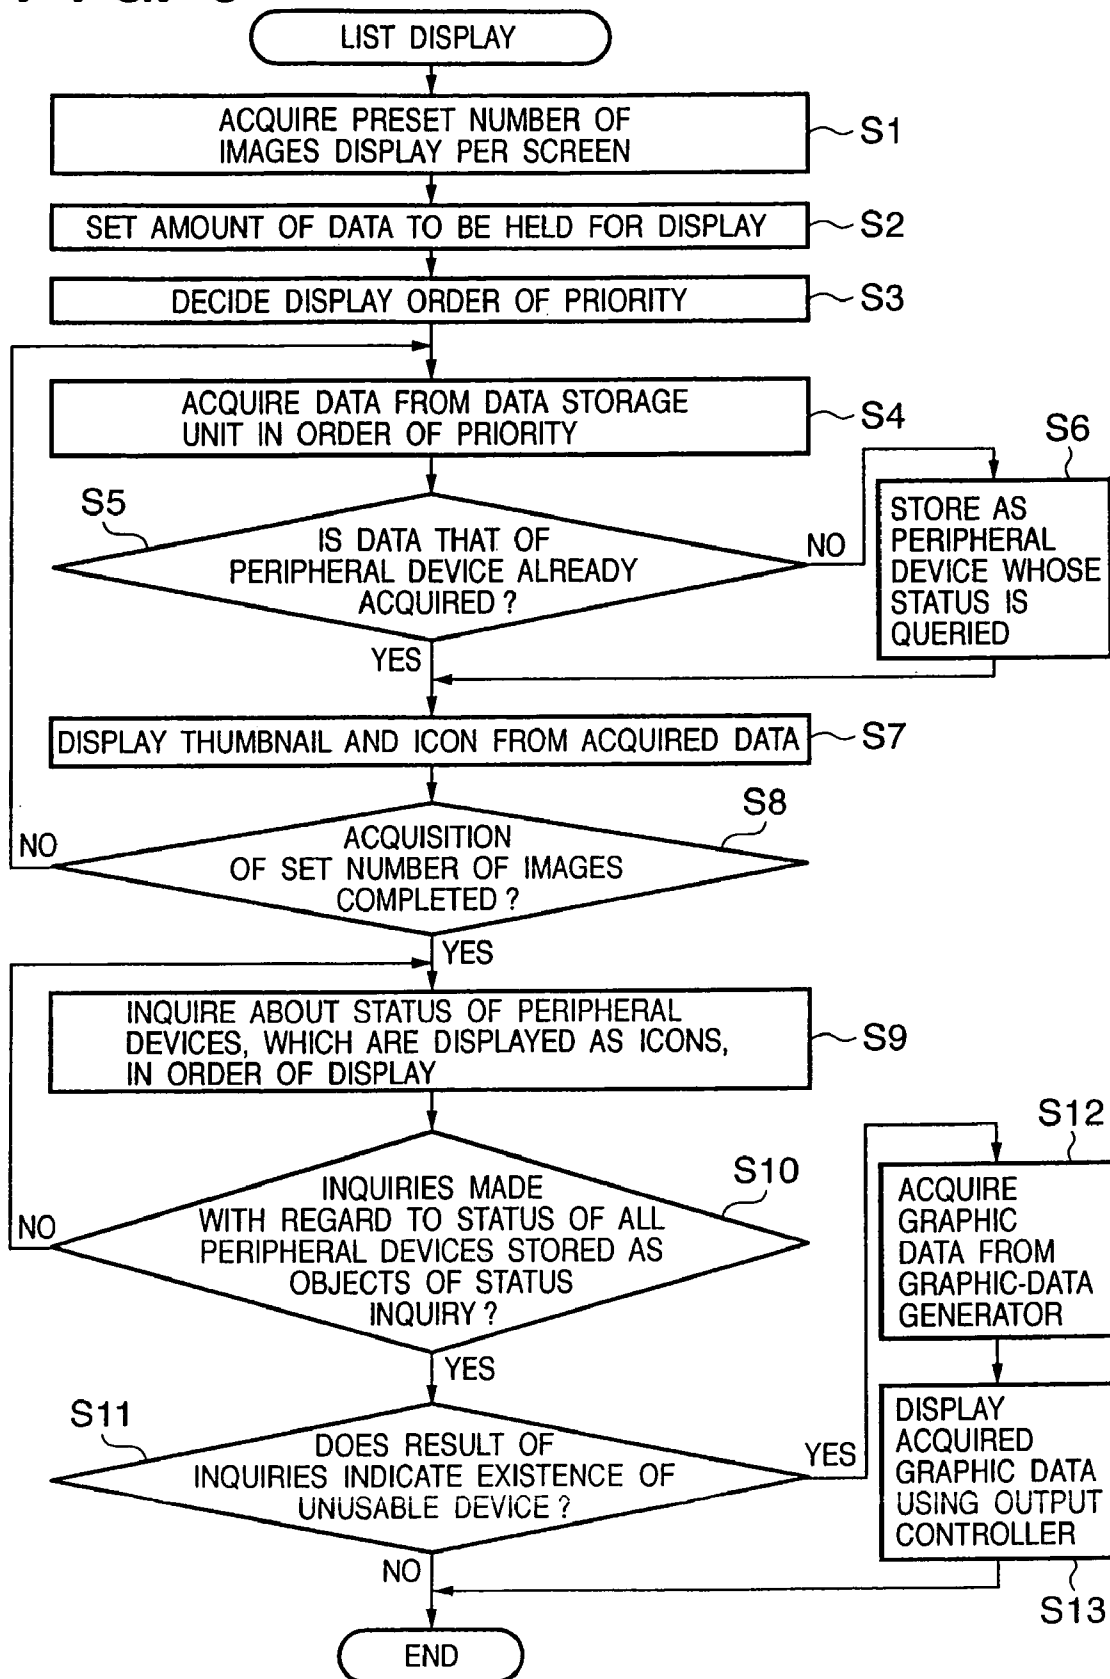 LIST DISPLAY
ACQUIRE PRESET NUMBER OF
IMAGES DISPLAY PER SCREEN
S1
SET AMOUNT OF DATA TO BE HELD FOR DISPLAY
S2
DECIDE DISPLAY ORDER OF PRIORITY
S3
ACQUIRE DATA FROM DATA STORAGE
UNIT IN ORDER OF PRIORITY
S4
S5
IS DATA THAT OF
PERIPHERAL DEVICE ALREADY
ACQUIRED?
NO
YES
S6
STORE AS
PERIPHERAL
DEVICE WHOSE
STATUS IS
QUERIED
DISPLAY THUMBNAIL AND ICON FROM ACQUIRED DATA
S7
S8
ACQUISITION
OF SET NUMBER OF IMAGES
COMPLETED?
NO
YES
INQUIRE ABOUT STATUS OF PERIPHERAL
DEVICES, WHICH ARE DISPLAYED AS ICONS,
IN ORDER OF DISPLAY
S9
S10
INQUIRIES MADE
WITH REGARD TO STATUS OF ALL
PERIPHERAL DEVICES STORED AS
OBJECTS OF STATUS
INQUIRY?
NO
YES
S11
DOES RESULT OF
INQUIRIES INDICATE EXISTENCE OF
UNUSABLE DEVICE?
YES
NO
S12
ACQUIRE
GRAPHIC
DATA FROM
GRAPHIC-DATA
GENERATOR
DISPLAY
ACQUIRED
GRAPHIC DATA
USING OUTPUT
CONTROLLER
S13
END